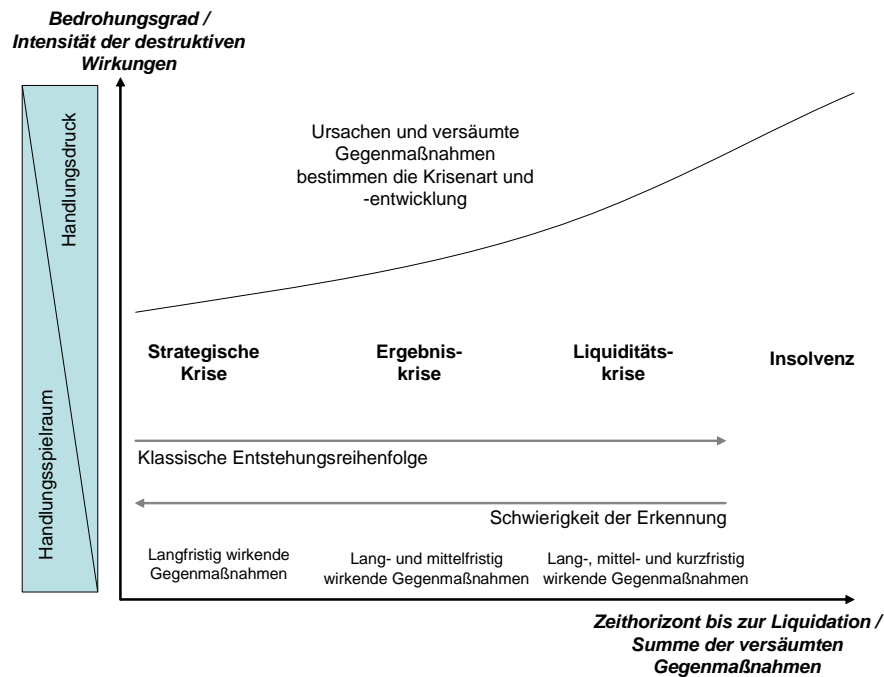 Bedrohungsgrad /
Intensität der destruktiven
Wirkungen
Handlungsdruck
Handlungsspielraum
Ursachen und versäumte
Gegenmaßnahmen
bestimmen die Krisenart und
-entwicklung
Strategische
Krise
Ergebnis-
krise
Liquiditäts-
krise
Insolvenz
Klassische Entstehungsreihenfolge
Schwierigkeit der Erkennung
Langfristig wirkende
Gegenmaßnahmen
Lang- und mittelfristig
wirkende Gegenmaßnahmen
Lang-, mittel- und kurzfristig
wirkende Gegenmaßnahmen
Zeithorizont bis zur Liquidation /
Summe der versäumten
Gegenmaßnahmen